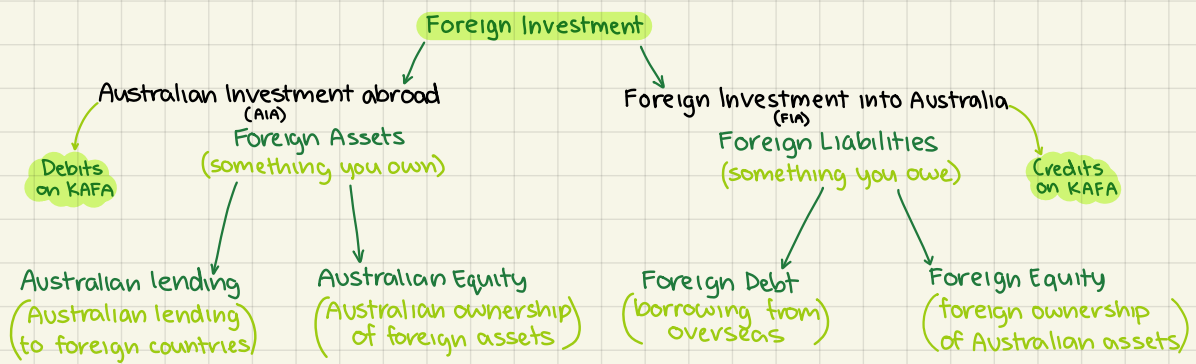 Foreign Investment
Australian Investment abroad
(AIA)
Foreign Assets
(something you own)
Debits
on KAFA
Australian lending
(Australian lending
to foreign countries)
Australian Equity
(Australian ownership
of foreign assets)
Foreign Investment into Australia
(FIA)
Foreign Liabilities
(something you owe)
Credits
on KAFA
Foreign Debt
(borrowing from
overseas)
Foreign Equity
(foreign ownership
of Australian assets)